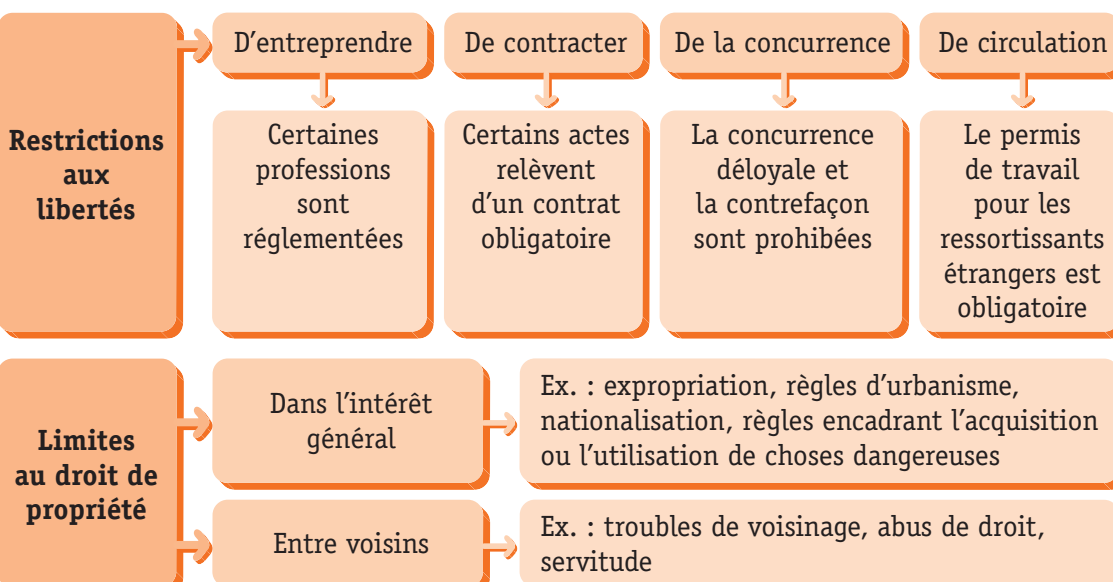 Restrictions
aux
libertés
D'entreprendre
Certaines
professions
sont
réglementées
De contracter
Certains actes
relèvent
d'un contrat
obligatoire
De la concurrence
La concurrence
déloyale et
la contrefaçon
sont prohibées
De circulation
Le permis
de travail
pour les
ressortissants
étrangers est
obligatoire
Limites
au droit de
propriété
Dans l'intérêt
général
Ex. : expropriation, règles d'urbanisme,
nationalisation, règles encadrant l'acquisition
ou l'utilisation de choses dangereuses
Entre voisins
Ex. : troubles de voisinage, abus de droit,
servitude